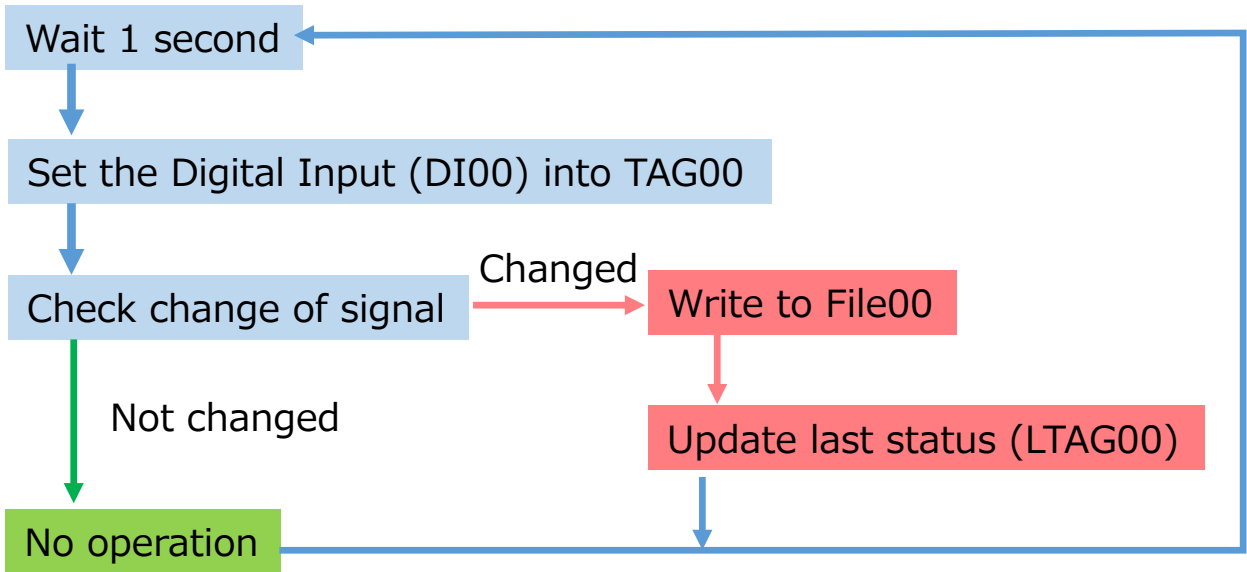 Wait 1 second
Set the Digital Input (DI00) into TAG00
Changed
Check change of signal
Write to File00
Not changed
Update last status (LTAG00)
No operation